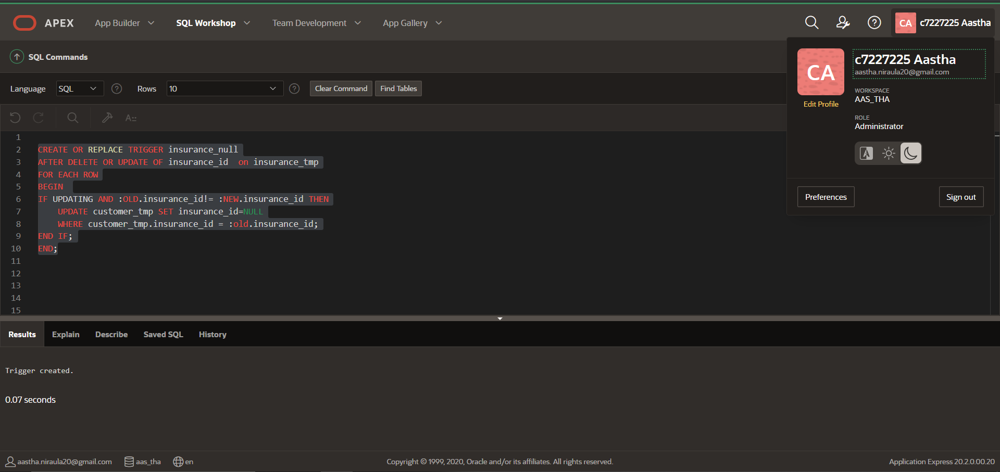 APEX App Builder SQL Workshop Team Development App Gallery CA c7227225 Aastha
SQL Commands
CA
c7227225 Aastha
aastha.niraula20@gmail.com
Edit Profile
WORKSPACE
AAS_THA
ROLE
Administrator
A
Preferences Sign out
Language SQL ? Rows 10 ? Clear Command Find Tables
A
1
2 CREATE OR REPLACE TRIGGER insurance_null
3 AFTER DELETE OR UPDATE OF insurance_id  on insurance_tmp
4 FOR EACH ROW
5 BEGIN
6 IF UPDATING AND :OLD.insurance_id!= :NEW.insurance_id THEN
7     UPDATE customer_tmp SET insurance_id=NULL
8     WHERE customer_tmp.insurance_id = :old.insurance_id;
9 END IF;
10 END;
11
12
13
14
15
Results Explain Describe Saved SQL History
Trigger created.
0.07 seconds
aastha.niraula20@gmail.com aas_tha en Copyright © 1999, 2020, Oracle and/or its affiliates. All rights reserved. Application Express 20.2.0.00.20